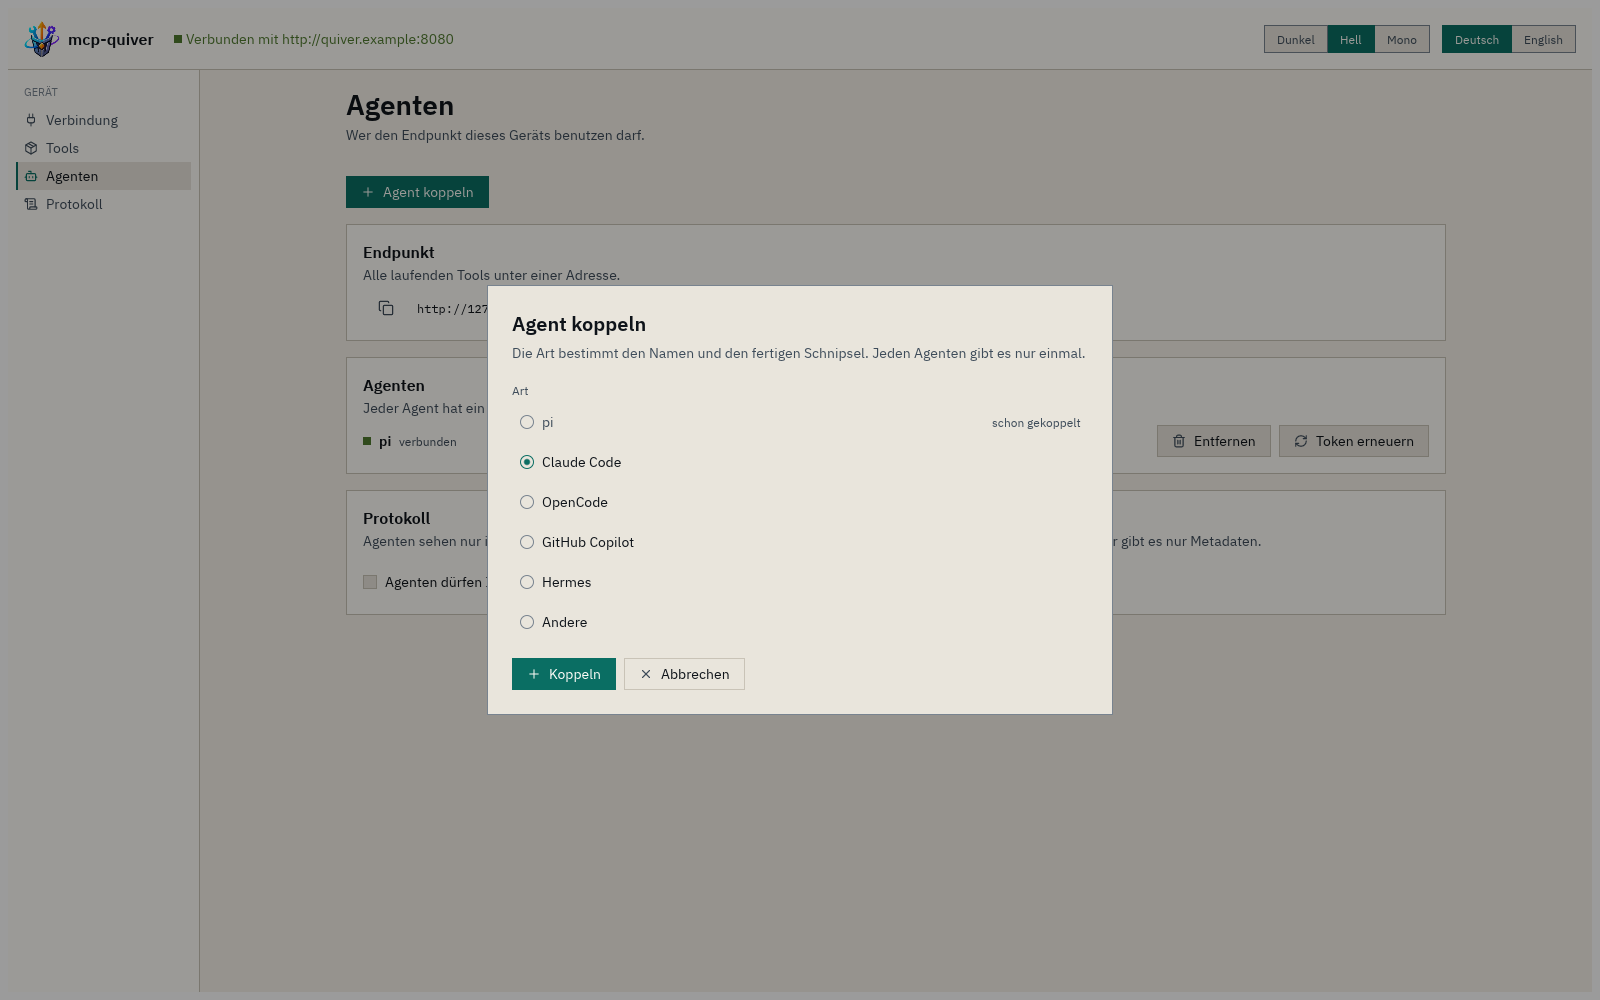 mcp-quiver
Verbunden mit http://quiver.example:8080
Dunkel
Hell
Mono
Deutsch
English
GERÄT
Verbindung
Tools
Agenten
Protokoll
Agenten
Wer den Endpunkt dieses Geräts benutzen darf.
Agent koppeln
Endpunkt
Alle laufenden Tools unter einer Adresse.
http://127
Agenten
Jeder Agent hat ein
pi verbunden
Entfernen
Token erneuern
Protokoll
Agenten sehen nur
r gibt es nur Metadaten.
Agenten dürfen
Agent koppeln
Die Art bestimmt den Namen und den fertigen Schnipsel. Jeden Agenten gibt es nur einmal.
Art
pi
schon gekoppelt
Claude Code
OpenCode
GitHub Copilot
Hermes
Andere
Koppeln
Abbrechen